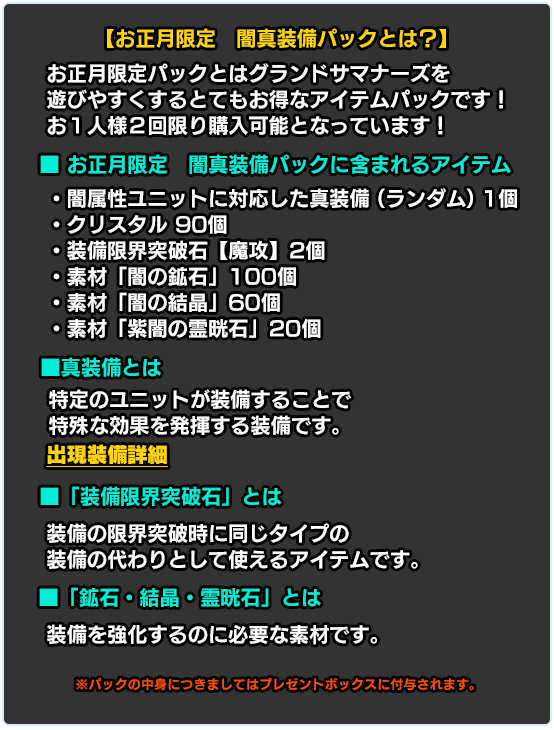 【お正月限定　闇真装備パックとは？】
お正月限定パックとはグランドサマナーズを
遊びやすくするとてもお得なアイテムパックです！
お１人様２回限り購入可能となっています！
■ お正月限定　闇真装備パックに含まれるアイテム
・闇属性ユニットに対応した真装備（ランダム）1個
・クリスタル 90個
・装備限界突破石【魔攻】2個
・素材「闇の鉱石」100個
・素材「闇の結晶」60個
・素材「紫闇の霊晄石」20個
■真装備とは
特定のユニットが装備することで
特殊な効果を発揮する装備です。
出現装備詳細
■「装備限界突破石」とは
装備の限界突破時に同じタイプの
装備の代わりとして使えるアイテムです。
■「鉱石・結晶・霊晄石」とは
装備を強化するのに必要な素材です。
※パックの中身につきましてはプレゼントボックスに付与されます。